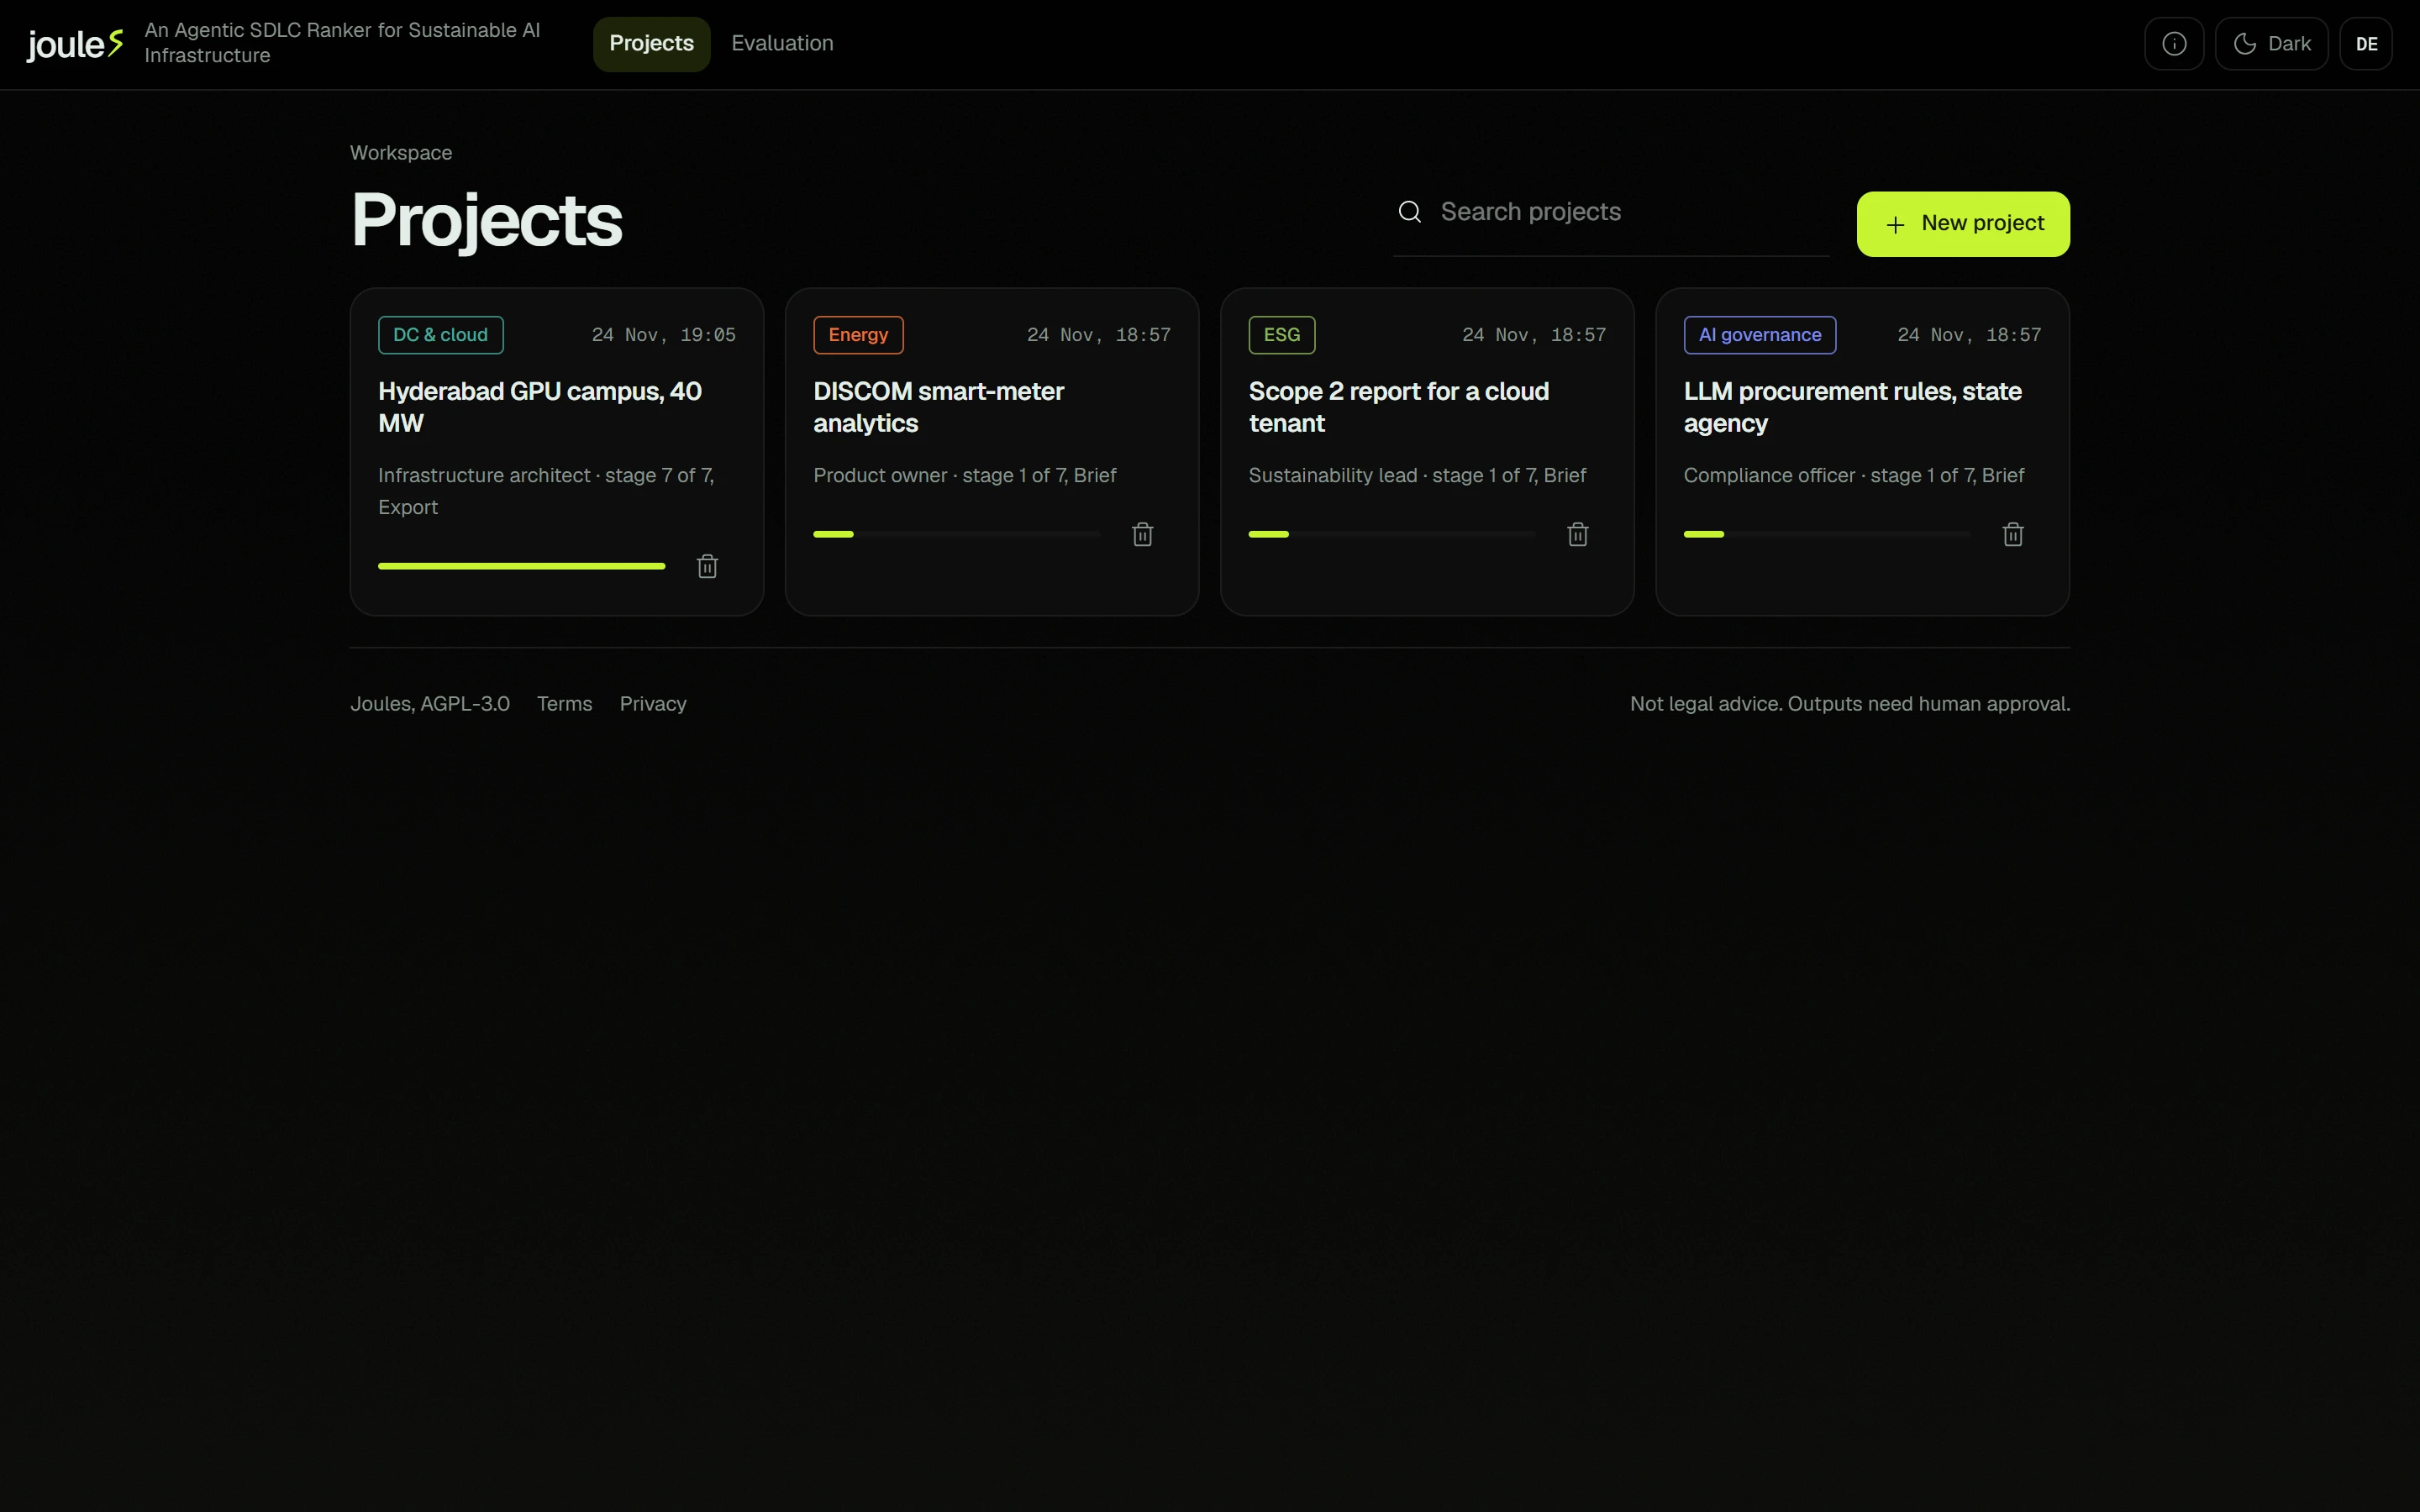 joules
An Agentic SDLC Ranker for Sustainable AI
Infrastructure
Projects
Evaluation
Dark
DE
Workspace
Projects
Search projects
New project
DC & cloud
24 Nov, 19:05
Hyderabad GPU campus, 40
MW
Infrastructure architect · stage 7 of 7,
Export
Energy
24 Nov, 18:57
DISCOM smart-meter
analytics
Product owner · stage 1 of 7, Brief
ESG
24 Nov, 18:57
Scope 2 report for a cloud
tenant
Sustainability lead · stage 1 of 7, Brief
AI governance
24 Nov, 18:57
LLM procurement rules, state
agency
Compliance officer · stage 1 of 7, Brief
Joules, AGPL-3.0
Terms
Privacy
Not legal advice. Outputs need human approval.